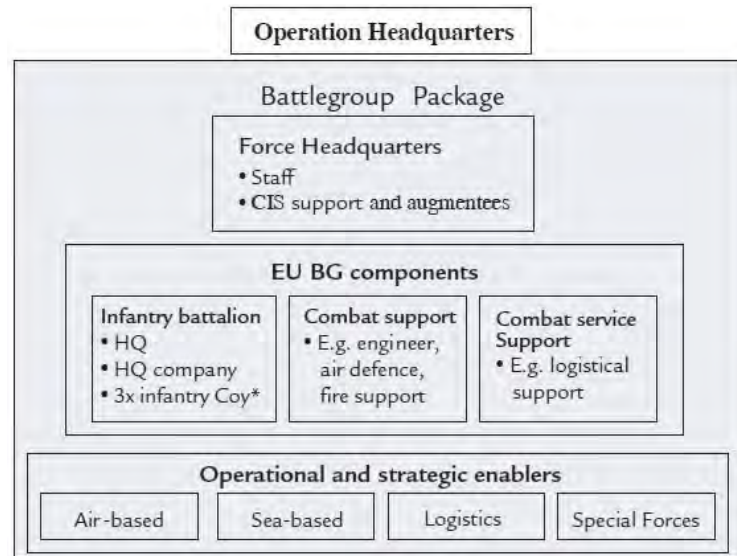 Operation Headquarters
Battlegroup Package
Force Headquarters
• Staff
• CIS support and augmentees
EU BG components
Infantry battalion
• HQ
• HQ company
• 3x infantry Coy*
Combat support
• E.g. engineer,
air defence,
fire support
Combat service
Support
• E.g. logistical
support
Operational and strategic enablers
Air-based
Sea-based
Logistics
Special Forces